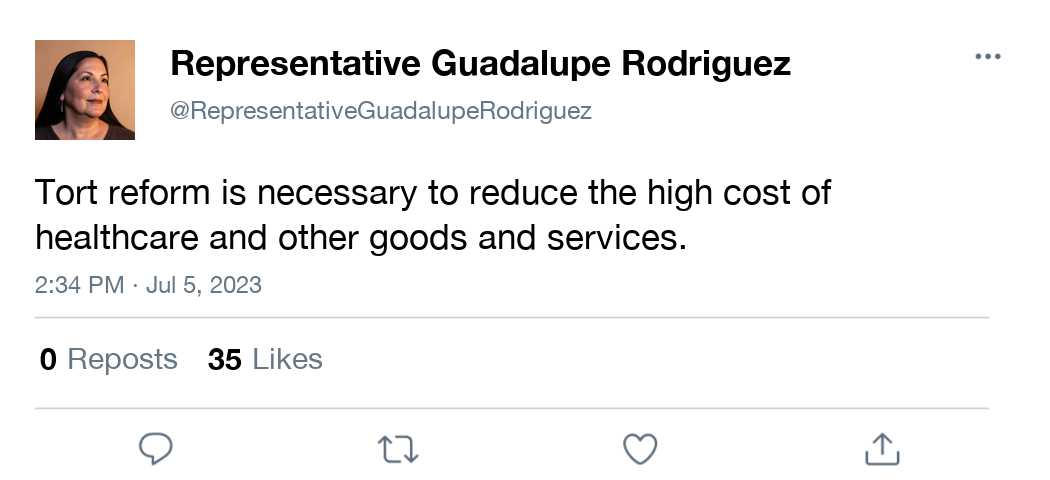 Representative Guadalupe Rodriguez
@RepresentativeGuadalupeRodriguez
Tort reform is necessary to reduce the high cost of
healthcare and other goods and services.
2:34 PM · Jul 5, 2023
0 Reposts 35 Likes